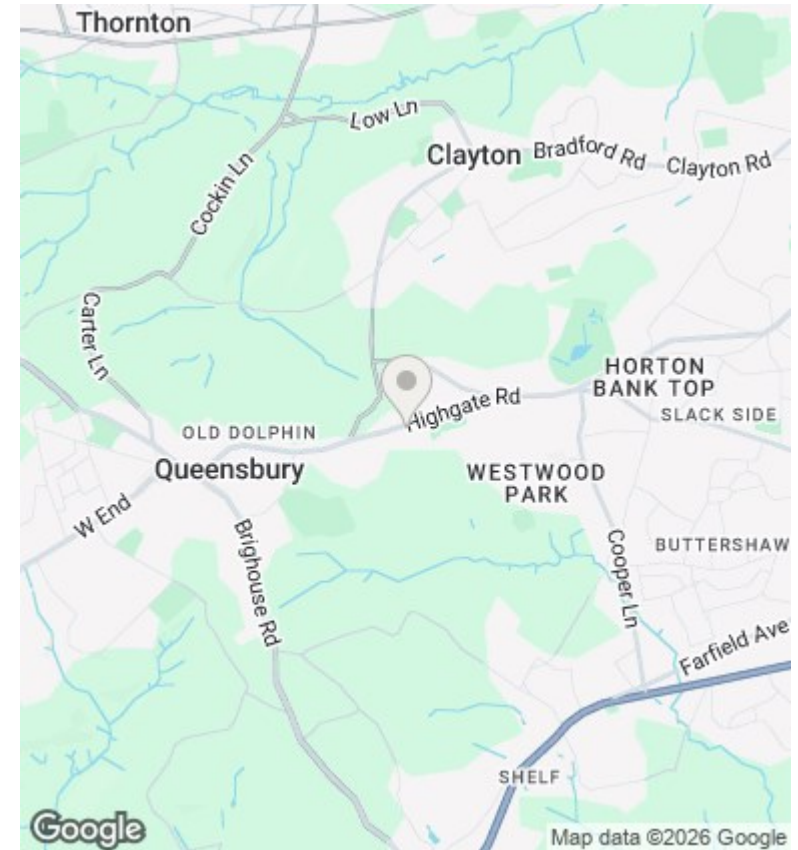 Thornton
Low Ln
Clayton
Bradford Rd
Clayton Rd
Cockin Ln
Carter Ln
HORTON
BANK TOP
Highgate Rd
SLACK SIDE
OLD DOLPHIN
Queensbury
WESTWOOD
PARK
W End
Brighouse Rd
Cooper Ln
BUTTERSHAW
Farfield Ave
SHELF
Google
Map data ©2026 Google